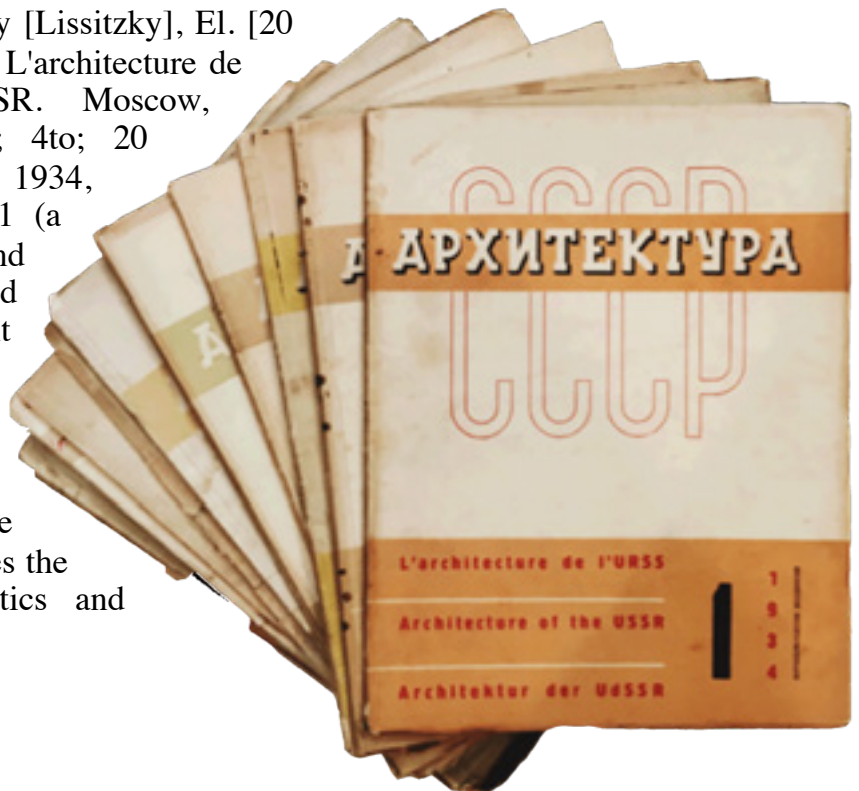 y [Lissitzky], El. [20
L'architecture de
SR. Moscow,
; 4to; 20
1934,
1 (a
nd
d
t
e
es the
tics and
СССР
АРХИТЕКТУРА
СССР
L'architecture de l'URSS
Architecture of the USSR
Architektur der UdSSR
1
1
9
3
4
А
А